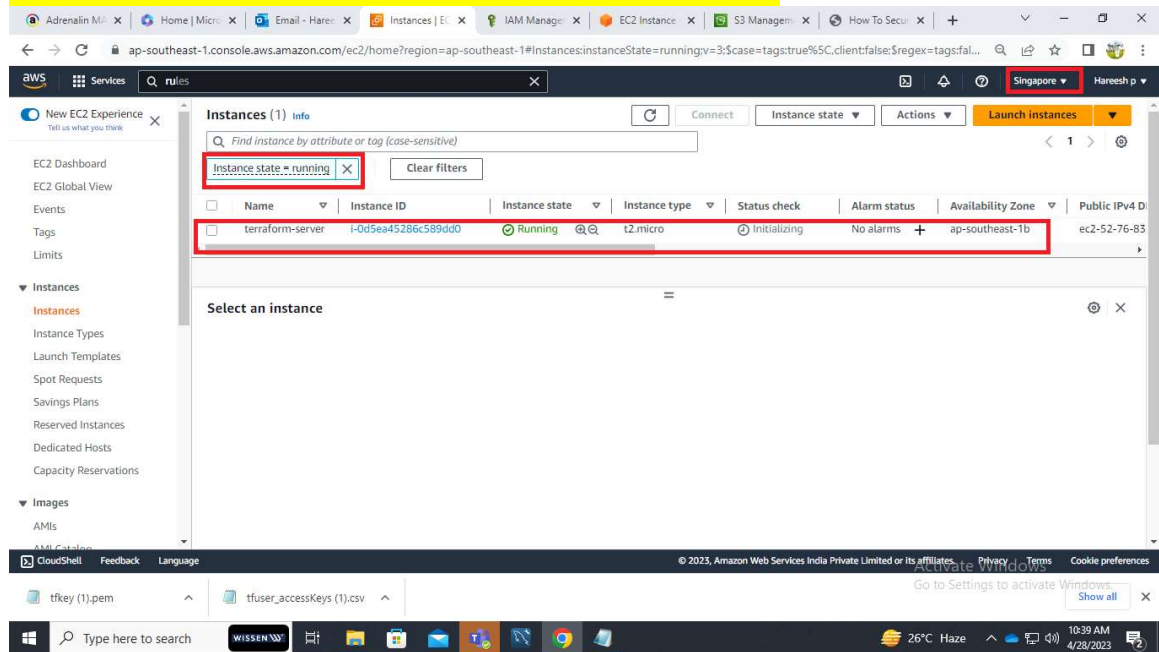 Adrenalin MA
Home | Micro
Email - Haree
Instances | EC
IAM Manage
EC2 Instance
S3 Managem
How To Secur
ap-southeast-1.console.aws.amazon.com/ec2/home?region=ap-southeast-1#Instances:instanceState=running;v=3;$case=tags:true%5C,client:false;$regex=tags:fal...
aws Services rules Singapore Hareesh p
New EC2 Experience
Tell us what you think
EC2 Dashboard
EC2 Global View
Events
Tags
Limits
Instances
Instances
Instance Types
Launch Templates
Spot Requests
Savings Plans
Reserved Instances
Dedicated Hosts
Capacity Reservations
Images
AMIs
AMI Catalog
Instances (1) Info Connect Instance state Actions Launch instances
Find instance by attribute or tag (case-sensitive) 1
Instance state = running Clear filters
Name Instance ID Instance state Instance type Status check Alarm status Availability Zone Public IPv4 D
terraform-server i-0d5ea45286c589dd0 Running t2.micro Initializing No alarms + ap-southeast-1b ec2-52-76-83
Select an instance
CloudShell Feedback Language © 2023, Amazon Web Services India Private Limited or its affiliates. Privacy Terms Cookie preferences
Activate Windows
Go to Settings to activate Windows.
tfkey (1).pem tfuser_accessKeys (1).csv Show all
Type here to search WISSEN 26°C Haze 10:39 AM
4/28/2023 2